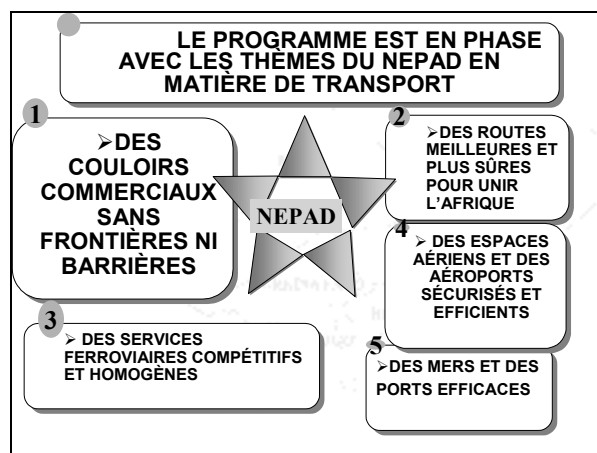 LE PROGRAMME EST EN PHASE
AVEC LES THÈMES DU NEPAD EN
MATIÈRE DE TRANSPORT
1
➢DES
COULOIRS
COMMERCIAUX
SANS
FRONTIÈRES NI
BARRIÈRES
NEPAD
2
➢DES ROUTES
MEILLEURES ET
PLUS SÛRES
POUR UNIR
L’AFRIQUE
3
➢ DES SERVICES
FERROVIAIRES COMPÉTITIFS
ET HOMOGÈNES
4
➢ DES ESPACES
AÉRIENS ET DES
AÉROPORTS
SÉCURISÉS ET
EFFICIENTS
5
➢DES MERS ET DES
PORTS EFFICACES